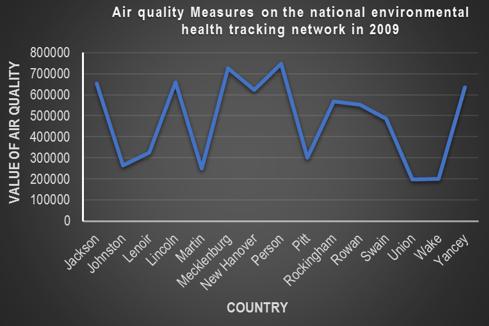 Air quality Measures on the national environmental
health tracking network in 2009
VALUE OF AIR QUALITY
800000
700000
600000
500000
400000
300000
200000
100000
0
Jackson
Johnston
Lenoir
Lincoln
Martin
Mecklenburg
New Hanover
Person
Pitt
Rockingham
Rowan
Swain
Union
Wake
Yancey
COUNTRY